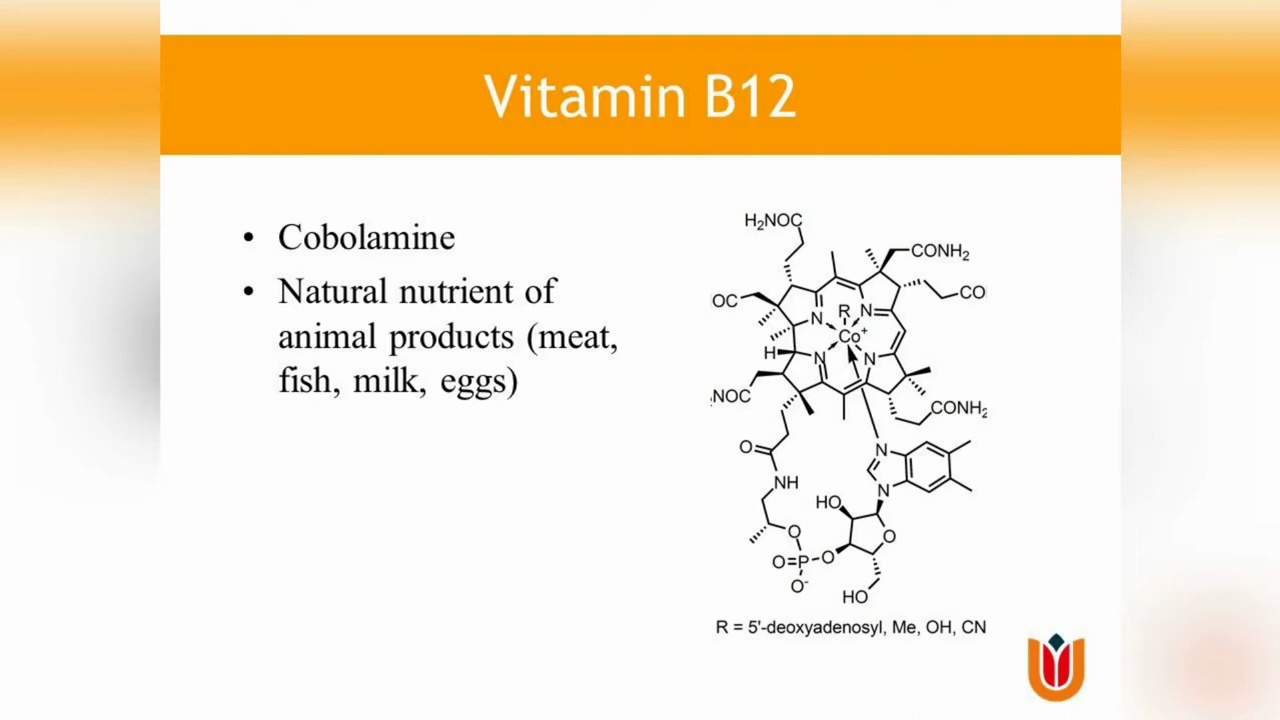 Vitamin B12
• Cobolamine
• Natural nutrient of
animal products (meat,
fish, milk, eggs)
H₂NOC
CONH₂
OC
CO
R
N
N
Co⁺
H
N
N
NOC
CONH₂
O
N
NH
N
HO
O
O
O=P-O
O⁻
HO
R = 5'-deoxyadenosyl, Me, OH, CN